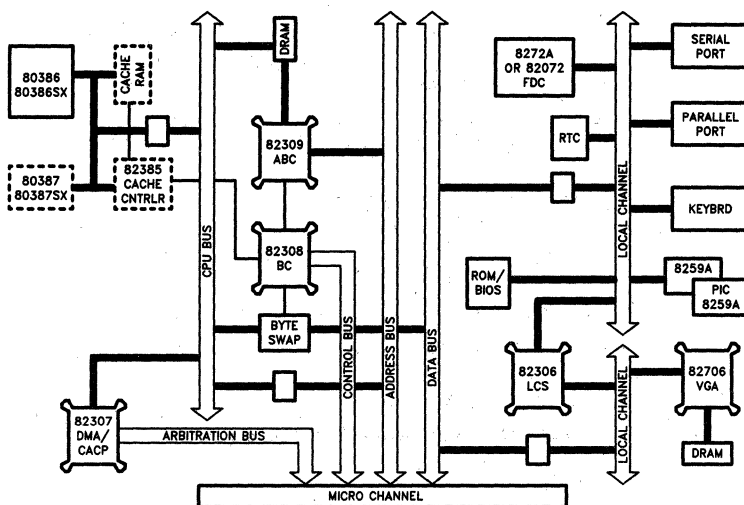 80386
80386SX
CACHE
RAM
80387
80387SX
82385
CACHE
CNTRLR
CPU BUS
DRAM
82309
ABC
82308
BC
BYTE
SWAP
CONTROL BUS
ADDRESS BUS
DATA BUS
82307
DMA/
CACP
ARBITRATION BUS
MICRO CHANNEL
8272A
OR 82072
FDC
RTC
ROM/
BIOS
LOCAL CHANNEL
SERIAL
PORT
PARALLEL
PORT
KEYBRD
8259A
PIC
8259A
82306
LCS
LOCAL CHANNEL
82706
VGA
DRAM